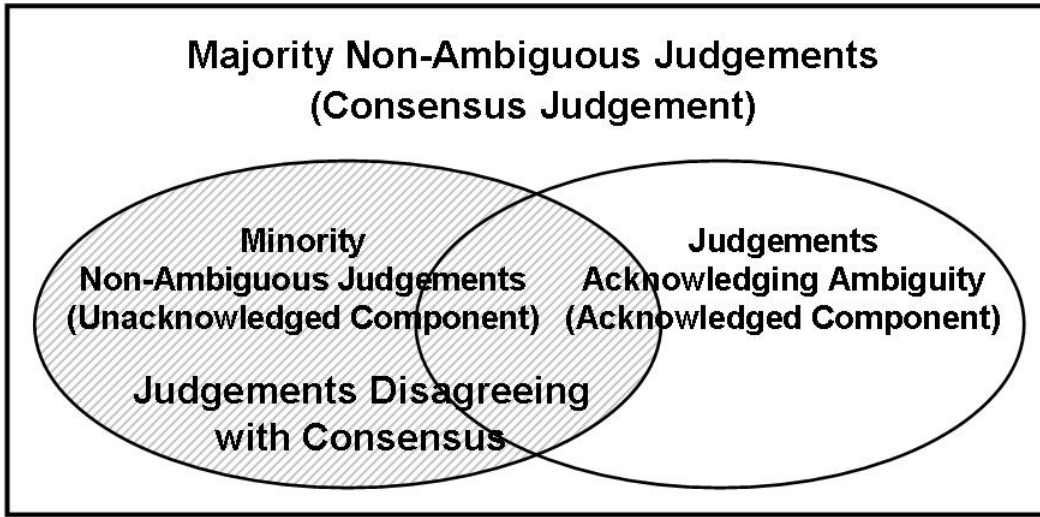 Majority Non-Ambiguous Judgements
(Consensus Judgement)
Minority
Non-Ambiguous Judgements
(Unacknowledged Component)
Judgements Disagreeing
with Consensus
Judgements
Acknowledging Ambiguity
(Acknowledged Component)